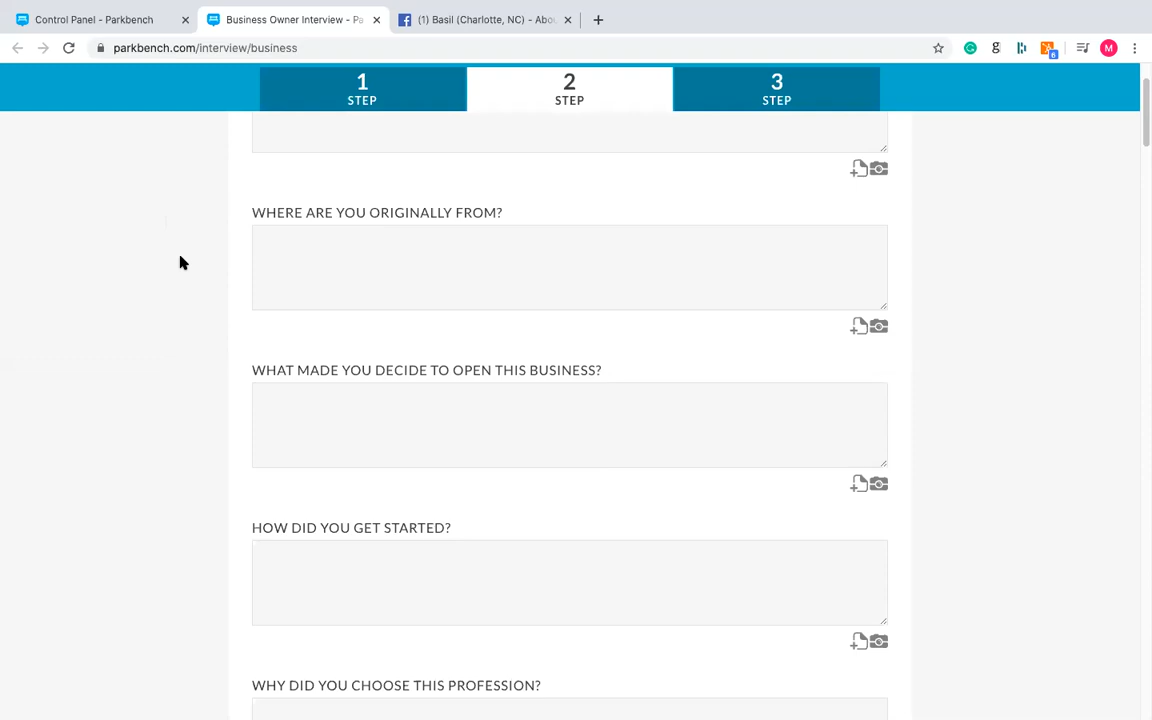 Control Panel - Parkbench
Business Owner Interview - Pa
(1) Basil (Charlotte, NC) - Abou
parkbench.com/interview/business
6
M
1
STEP
2
STEP
3
STEP
WHERE ARE YOU ORIGINALLY FROM?
WHAT MADE YOU DECIDE TO OPEN THIS BUSINESS?
HOW DID YOU GET STARTED?
WHY DID YOU CHOOSE THIS PROFESSION?